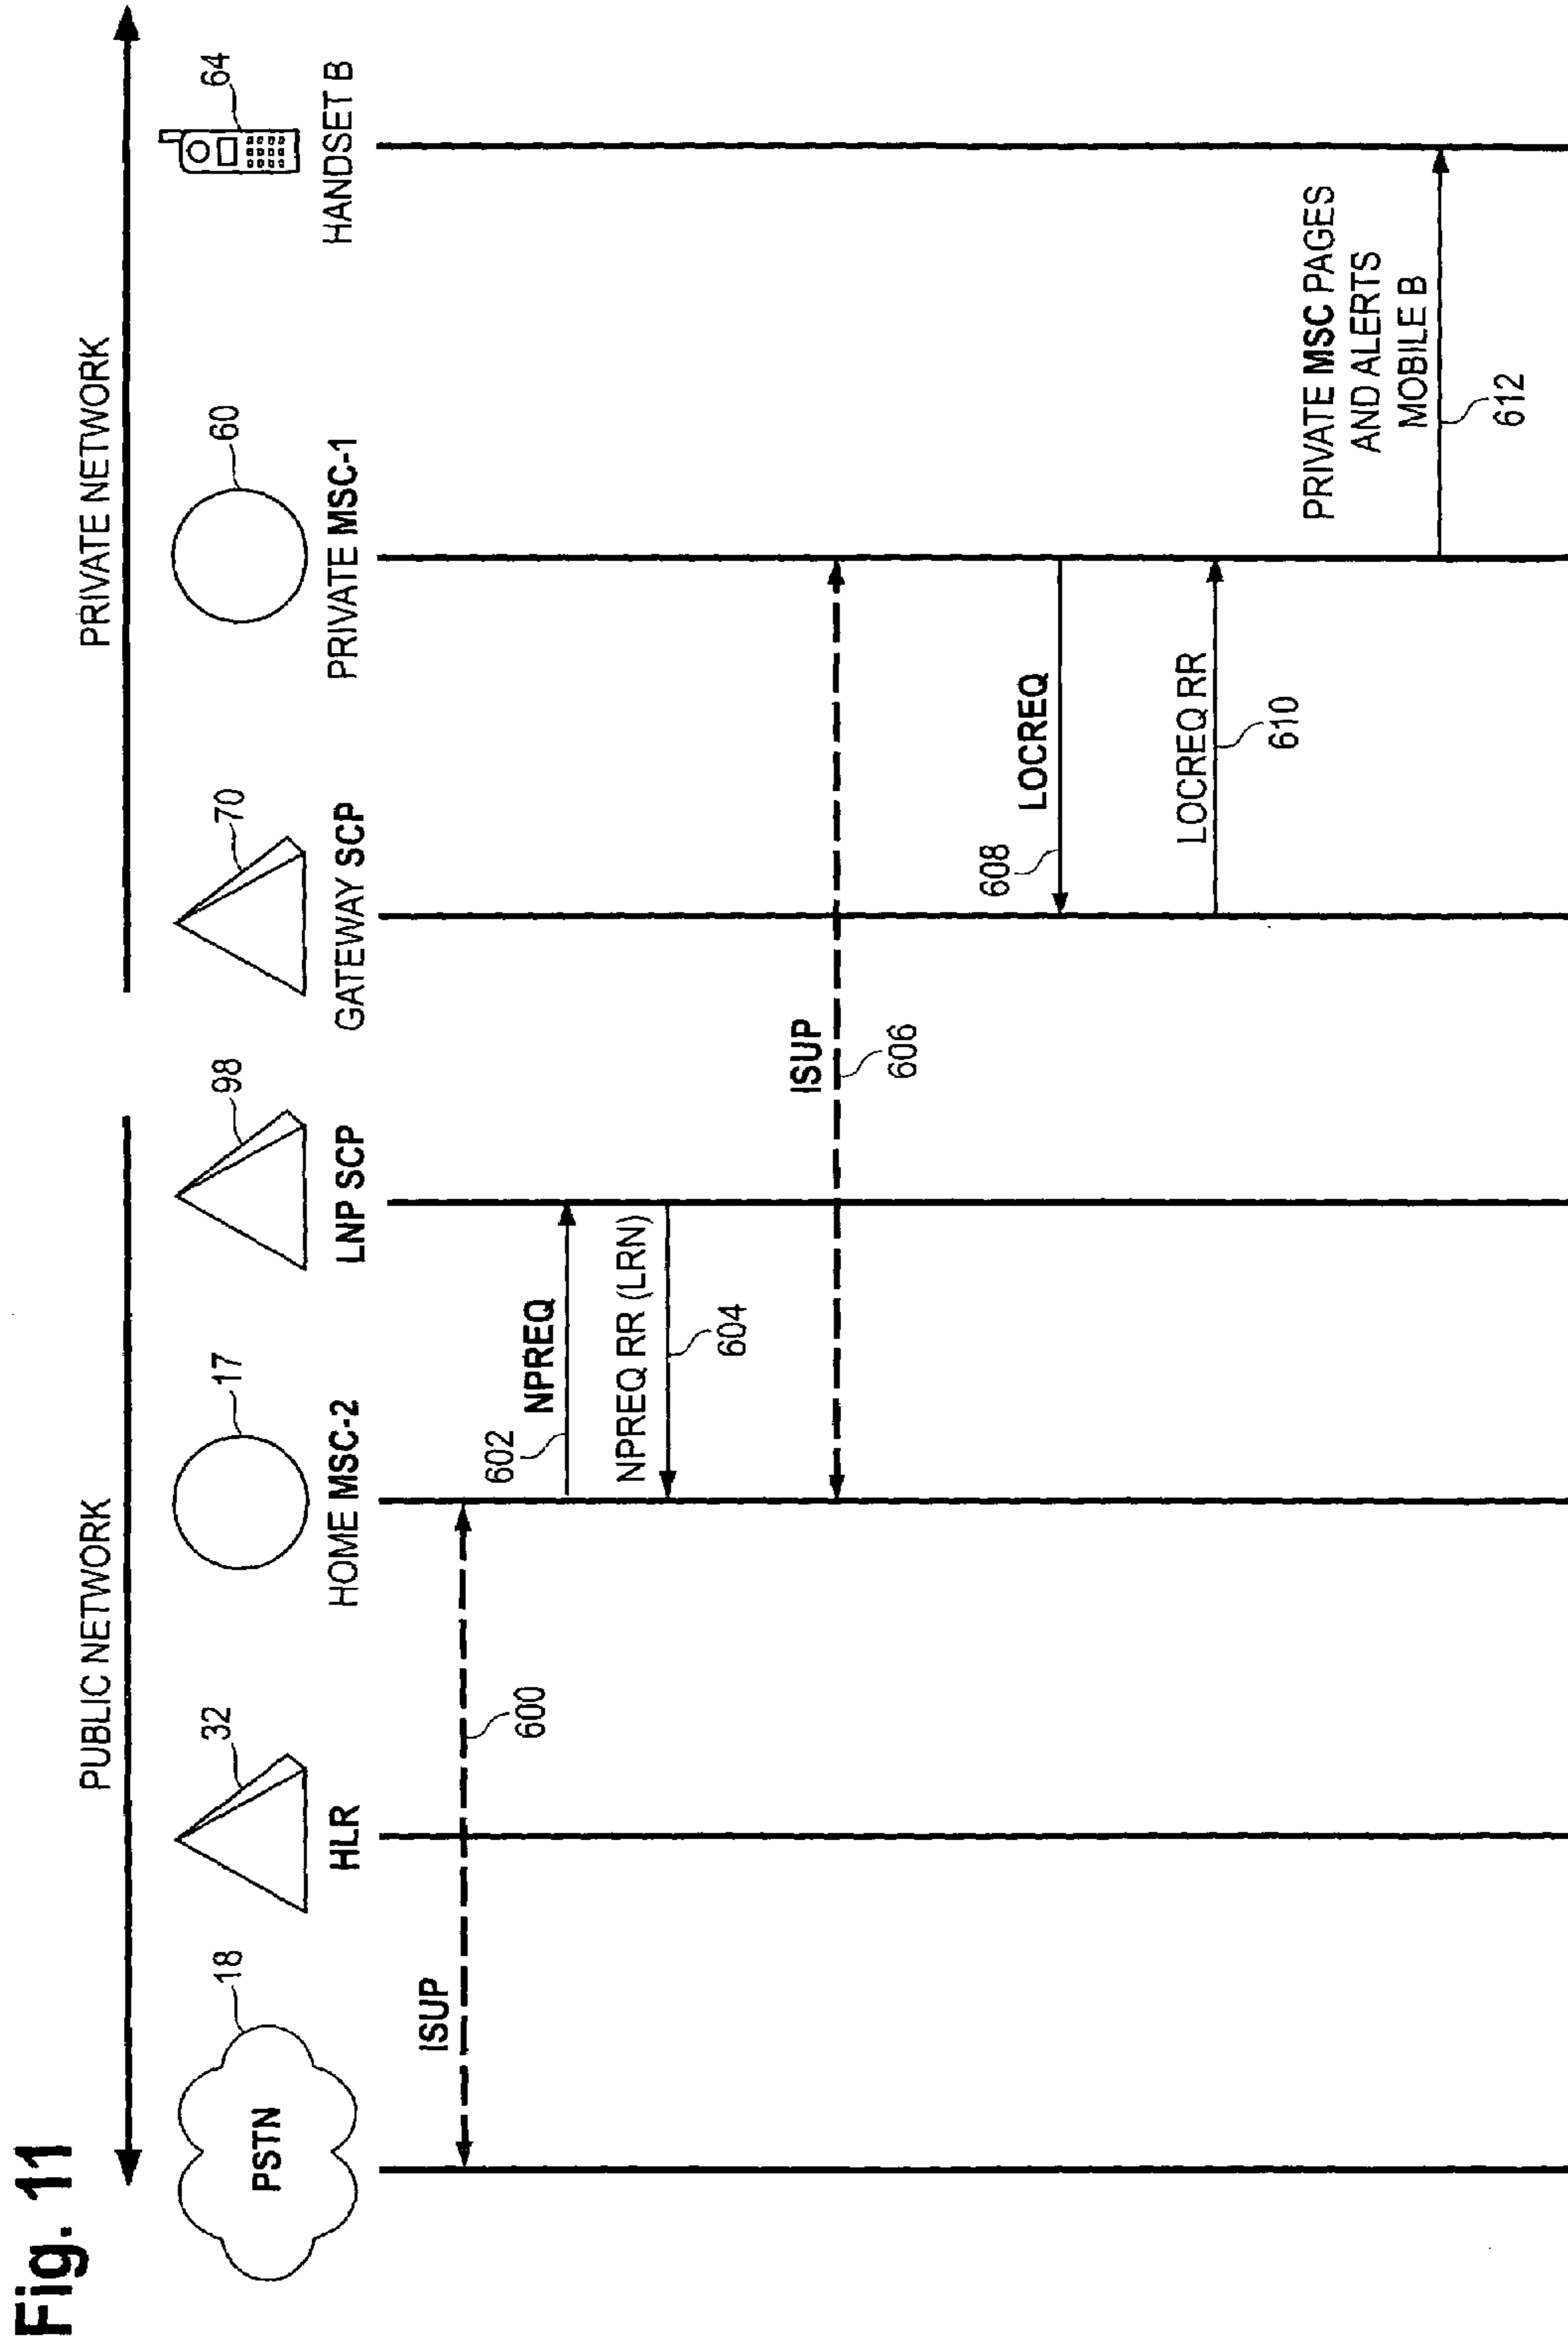 Fig. 11
PUBLIC NETWORK
PRIVATE NETWORK
18
32
17
98
70
60
64
PSTN
HLR
HOME MSC-2
LNP SCP
GATEWAY SCP
PRIVATE MSC-1
HANDSET B
ISUP
600
602
NPREQ
NPREQ RR (LRN)
604
ISUP
606
LOCREQ
608
LOCREQ RR
610
PRIVATE MSC PAGES
AND ALERTS
MOBILE B
612